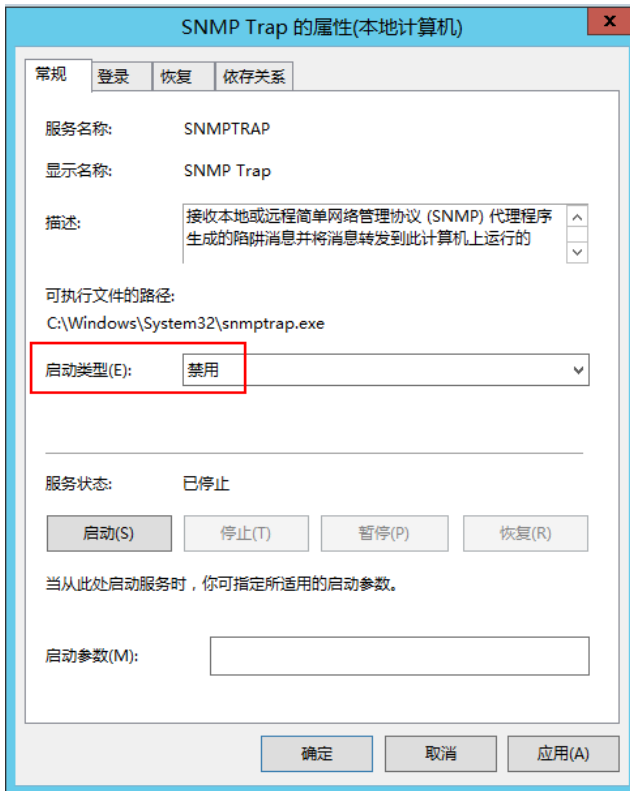 SNMP Trap 的属性(本地计算机)
x
常规 登录 恢复 依存关系
服务名称: SNMPTRAP
显示名称: SNMP Trap
描述: 接收本地或远程简单网络管理协议 (SNMP) 代理程序
生成的陷阱消息并将消息转发到此计算机上运行的
可执行文件的路径:
C:\Windows\System32\snmptrap.exe
启动类型(E): 禁用
服务状态: 已停止
启动(S) 停止(T) 暂停(P) 恢复(R)
当从此处启动服务时，你可指定所适用的启动参数。
启动参数(M):
确定 取消 应用(A)